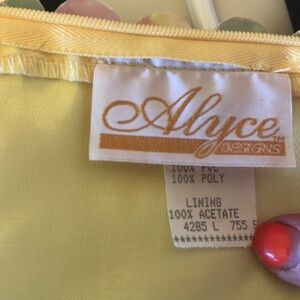 Alyce
DESIGNS
100% PVC
100% POLY
LINING
100% ACETATE
4285 L 755 S
*************